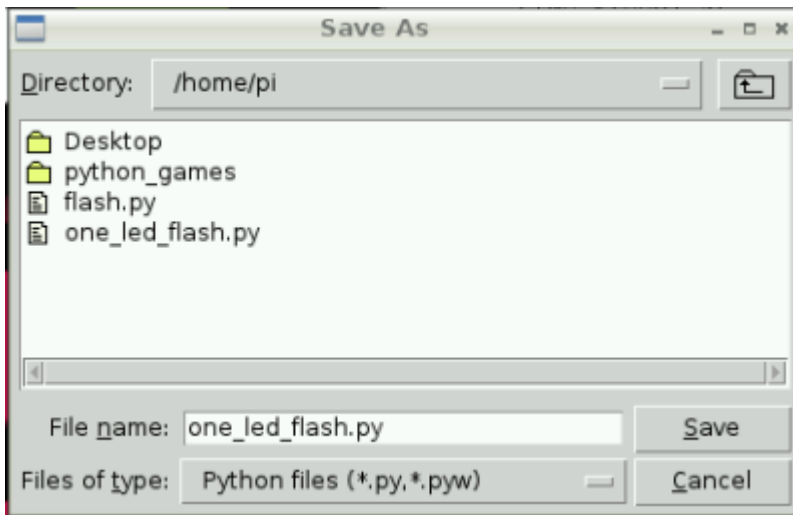 Save As
Directory: /home/pi
Desktop
python_games
flash.py
one_led_flash.py
File name: one_led_flash.py Save
Files of type: Python files (*.py,*.pyw) Cancel